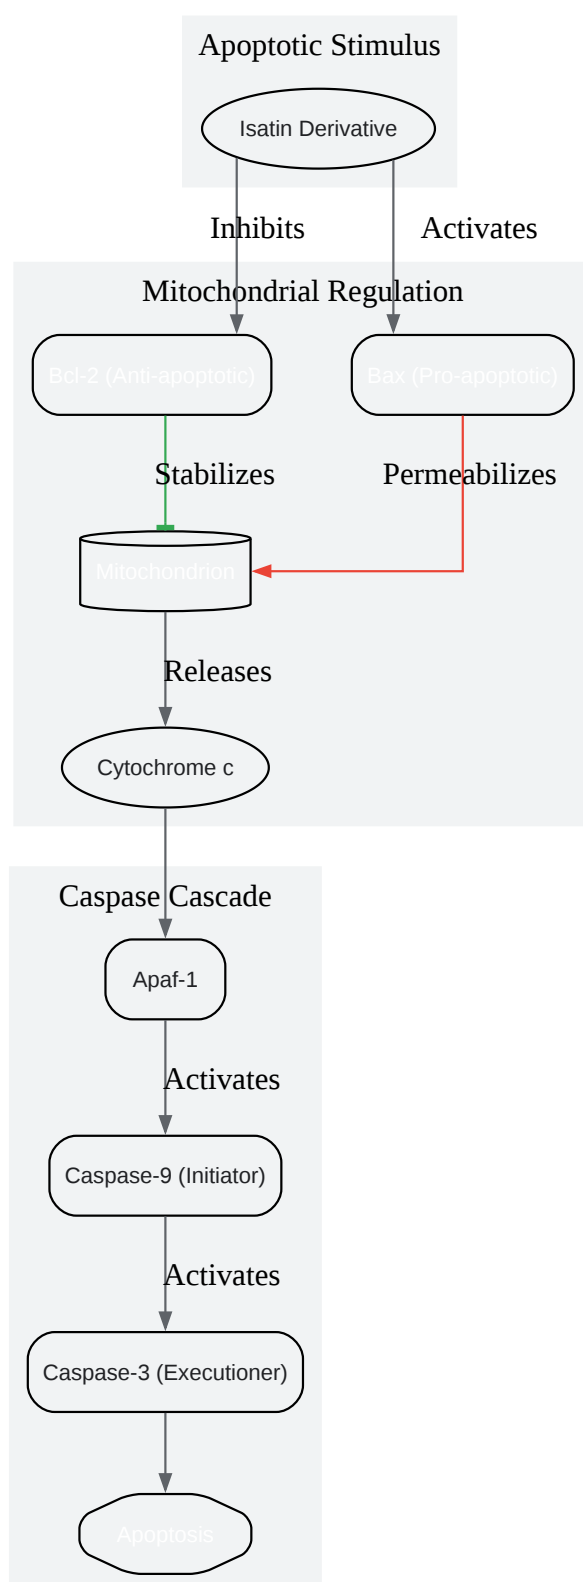 Apoptotic Stimulus
Isatin Derivative
Inhibits
Activates
Mitochondrial Regulation
Bcl-2 (Anti-apoptotic)
Bax (Pro-apoptotic)
Stabilizes
Permeabilizes
Mitochondrion
Releases
Cytochrome c
Caspase Cascade
Apaf-1
Activates
Caspase-9 (Initiator)
Activates
Caspase-3 (Executioner)
Apoptosis